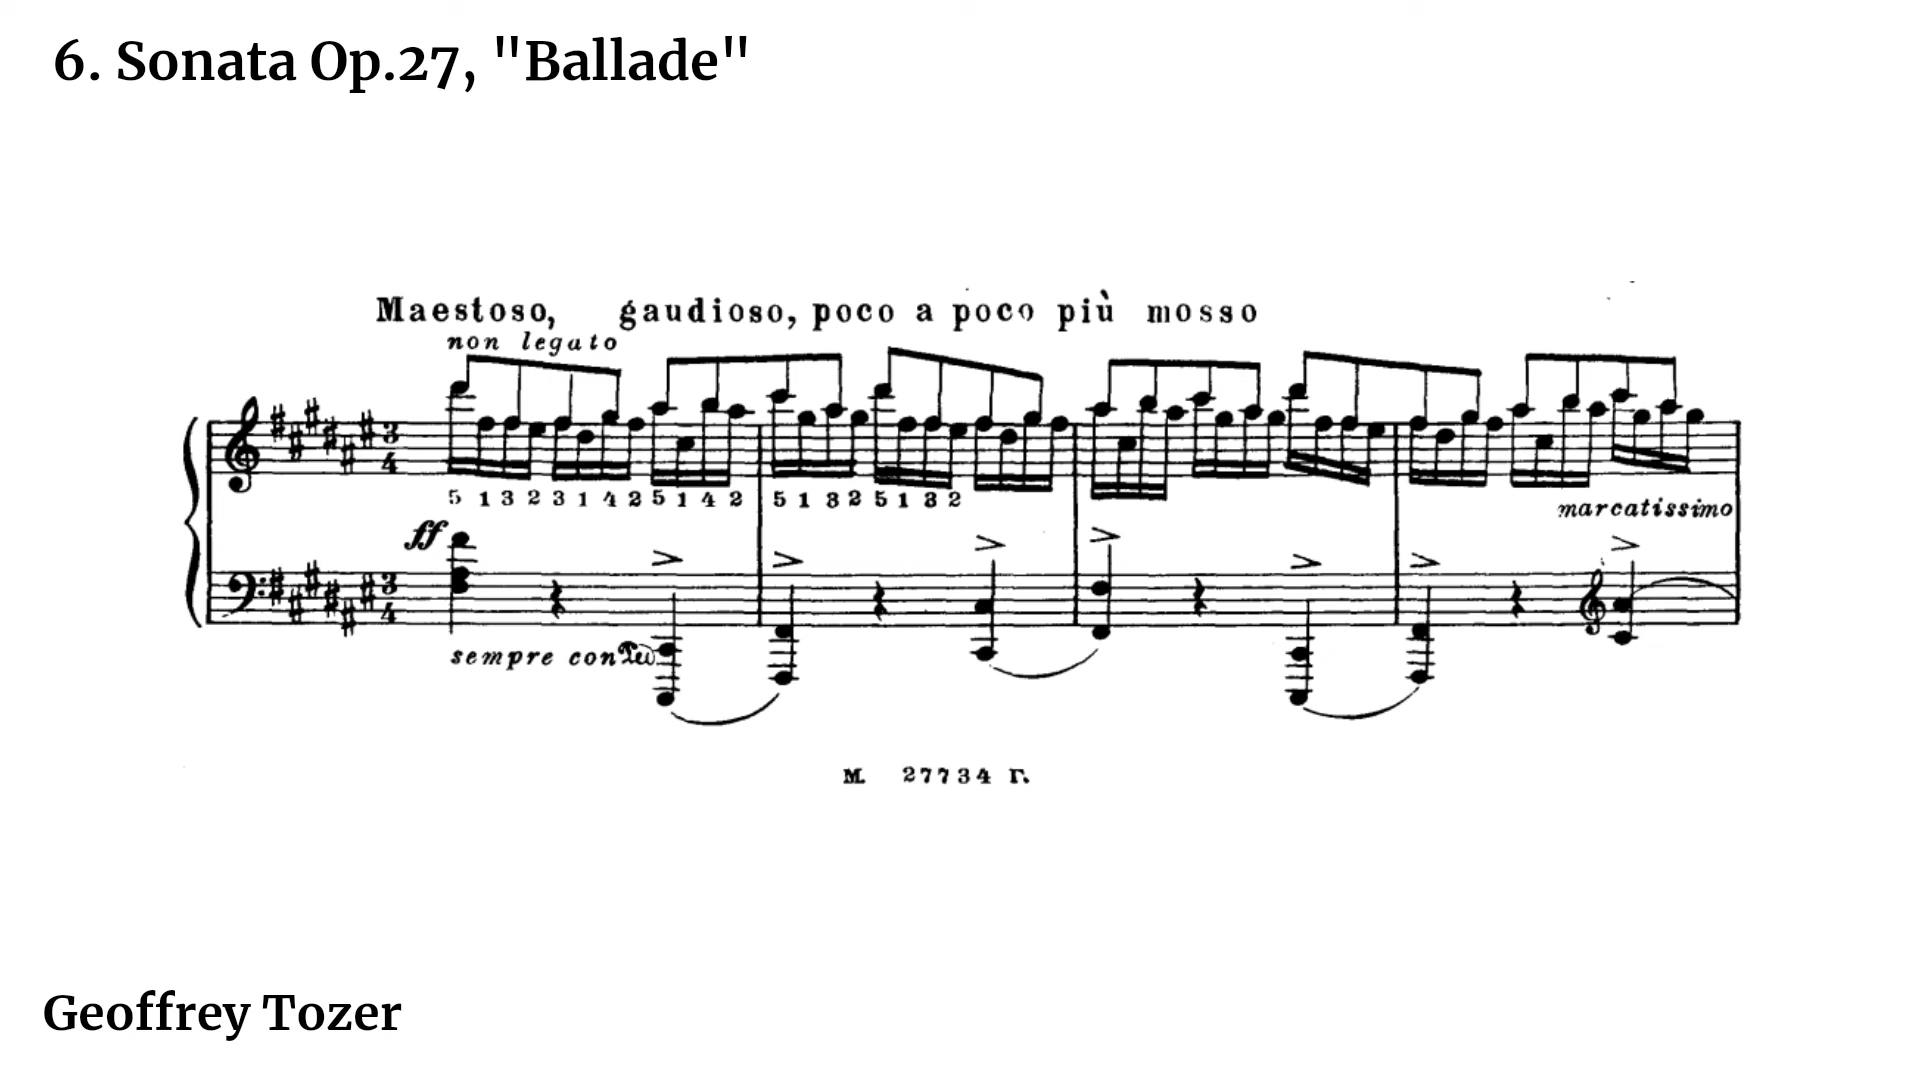 6. Sonata Op.27, "Ballade"
Maestoso, gaudioso, poco a poco più mosso
non legato
5 1 3 2 3 1 4 2 5 1 4 2 5 1 3 2 5 1 3 2
marcatissimo
ff
sempre con Ped.
М. 27734 Г.
Geoffrey Tozer